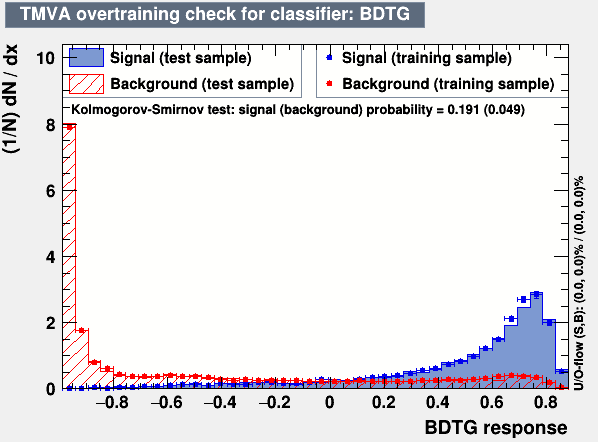 TMVA overtraining check for classifier: BDTG
Signal (test sample)
Background (test sample)
Signal (training sample)
Background (training sample)
Kolmogorov-Smirnov test: signal (background) probability = 0.191 (0.049)
(1/N) dN / dx
10
8
6
4
2
0
−0.8 −0.6 −0.4 −0.2 0 0.2 0.4 0.6 0.8
BDTG response
U/O-flow (S,B): (0.0, 0.0)% / (0.0, 0.0)%